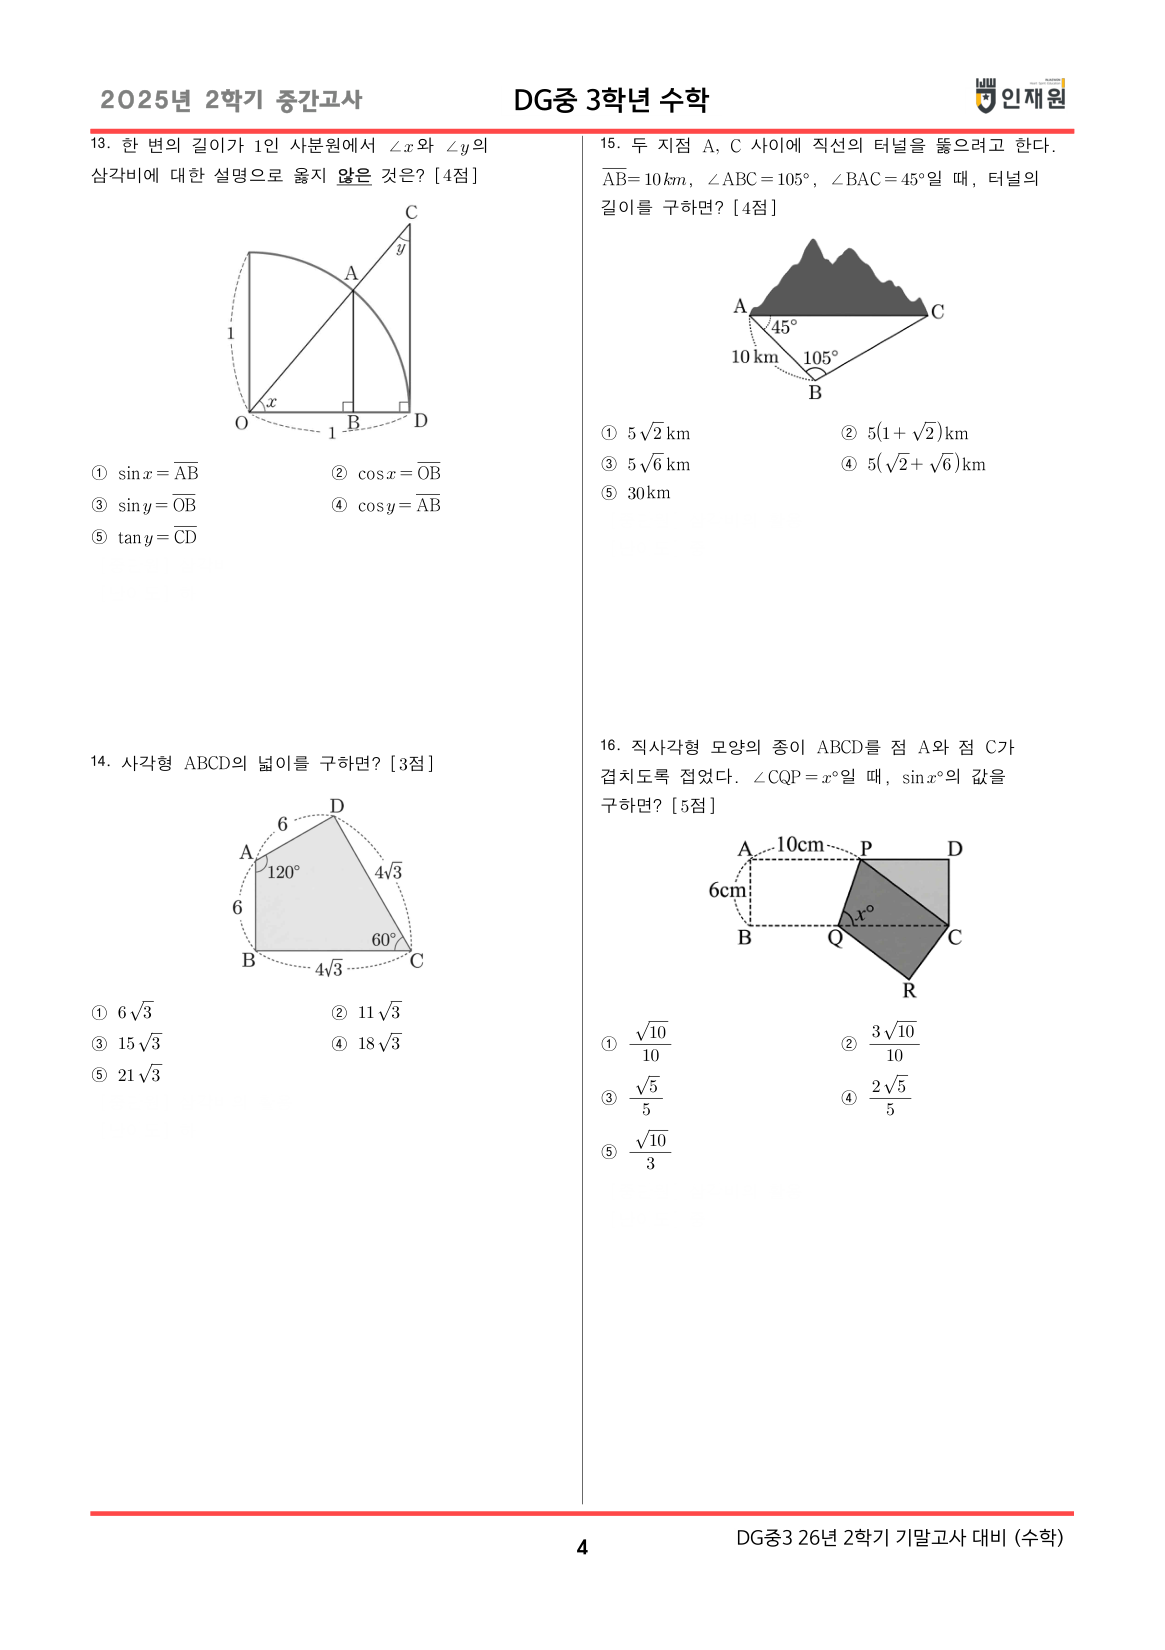 2025년 2학기 중간고사
DG중 3학년 수학
인재원
13. 한 변의 길이가 1인 사분원에서 ∠x와 ∠y의
삼각비에 대한 설명으로 옳지 않은 것은? [4점]
C
y
A
1
x
O
B
D
1
① sin x = AB
② cos x = OB
③ sin y = OB
④ cos y = AB
⑤ tan y = CD
14. 사각형 ABCD의 넓이를 구하면? [3점]
D
6
A
120°
4√3
6
60°
B
4√3
C
① 6√3
② 11√3
③ 15√3
④ 18√3
⑤ 21√3
15. 두 지점 A, C 사이에 직선의 터널을 뚫으려고 한다.
AB = 10km, ∠ABC = 105°, ∠BAC = 45°일 때, 터널의
길이를 구하면? [4점]
A
C
45°
10 km
105°
B
① 5√2 km
② 5(1+√2)km
③ 5√6 km
④ 5(√2+√6)km
⑤ 30km
16. 직사각형 모양의 종이 ABCD를 점 A와 점 C가
겹치도록 접었다. ∠CQP = x°일 때, sin x°의 값을
구하면? [5점]
A
10cm
P
D
6cm
x°
B
Q
C
R
① √10/10
② 3√10/10
③ √5/5
④ 2√5/5
⑤ √10/3
4
DG중3 26년 2학기 기말고사 대비 (수학)